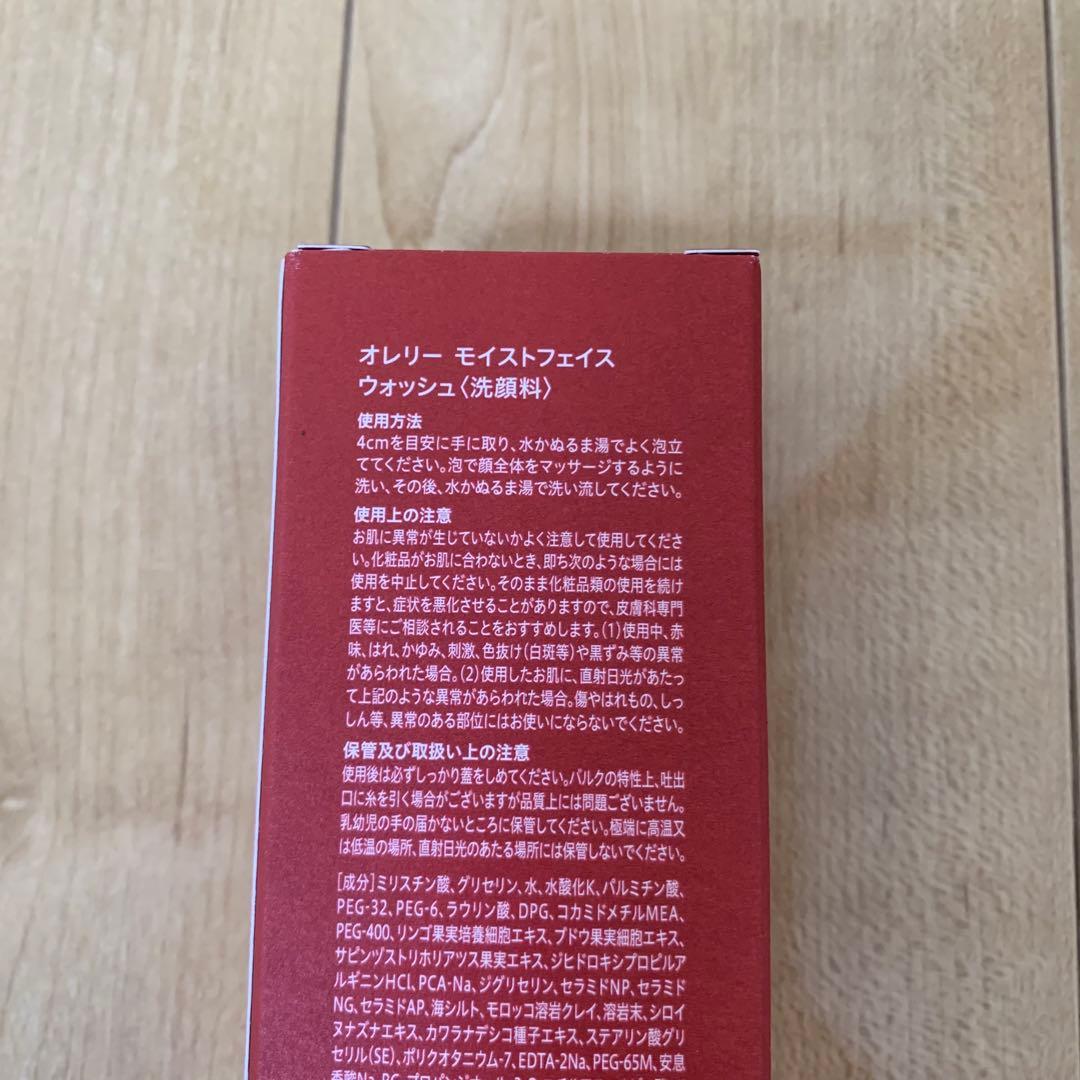 オレリー モイストフェイス
ウォッシュ〈洗顔料〉
使用方法
4cmを目安に手に取り、水かぬるま湯でよく泡立
ててください。泡で顔全体をマッサージするように
洗い、その後、水かぬるま湯で洗い流してください。
使用上の注意
お肌に異常が生じていないかよく注意して使用してくださ
い。化粧品がお肌に合わないとき、即ち次のような場合には
使用を中止してください。そのまま化粧品類の使用を続け
ますと、症状を悪化させることがありますので、皮膚科専門
医等にご相談されることをおすすめします。(1)使用中、赤
味、はれ、かゆみ、刺激、色抜け(白斑等)や黒ずみ等の異常
があらわれた場合。(2)使用したお肌に、直射日光があたっ
て上記のような異常があらわれた場合。傷やはれもの、しっ
しん等、異常のある部位にはお使いにならないでください。
保管及び取扱い上の注意
使用後は必ずしっかり蓋をしめてください。バルクの特性上、吐出
口に糸を引く場合がございますが品質上には問題ございません。
乳幼児の手の届かないところに保管してください。極端に高温又
は低温の場所、直射日光のあたる場所には保管しないでください。
[成分]ミリスチン酸、グリセリン、水、水酸化K、パルミチン酸、
PEG-32、PEG-6、ラウリン酸、DPG、コカミドメチルMEA、
PEG-400、リンゴ果実培養細胞エキス、ブドウ果実細胞エキス、
サピンヅストリホリアツス果実エキス、ジヒドロキシプロピルア
ルギニンHCl、PCA-Na、ジグリセリン、セラミドNP、セラミド
NG、セラミドAP、海シルト、モロッコ溶岩クレイ、溶岩末、シロイ
ヌナズナエキス、カワラナデシコ種子エキス、ステアリン酸グリ
セリル(SE)、ポリクオタニウム-7、EDTA-2Na、PEG-65M、安息
香酸Na、BG、